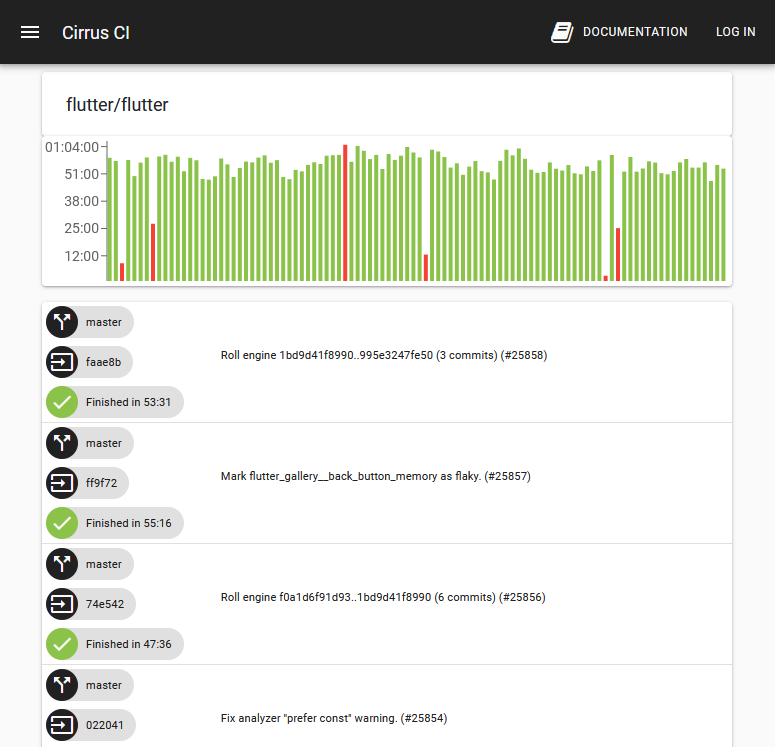 Cirrus CI
DOCUMENTATION
LOG IN
flutter/flutter
01:04:00
51:00
38:00
25:00
12:00
master
faae8b
Roll engine 1bd9d41f8990..995e3247fe50 (3 commits) (#25858)
Finished in 53:31
master
ff9f72
Mark flutter_gallery__back_button_memory as flaky. (#25857)
Finished in 55:16
master
74e542
Roll engine f0a1d6f91d93..1bd9d41f8990 (6 commits) (#25856)
Finished in 47:36
master
022041
Fix analyzer "prefer const" warning. (#25854)